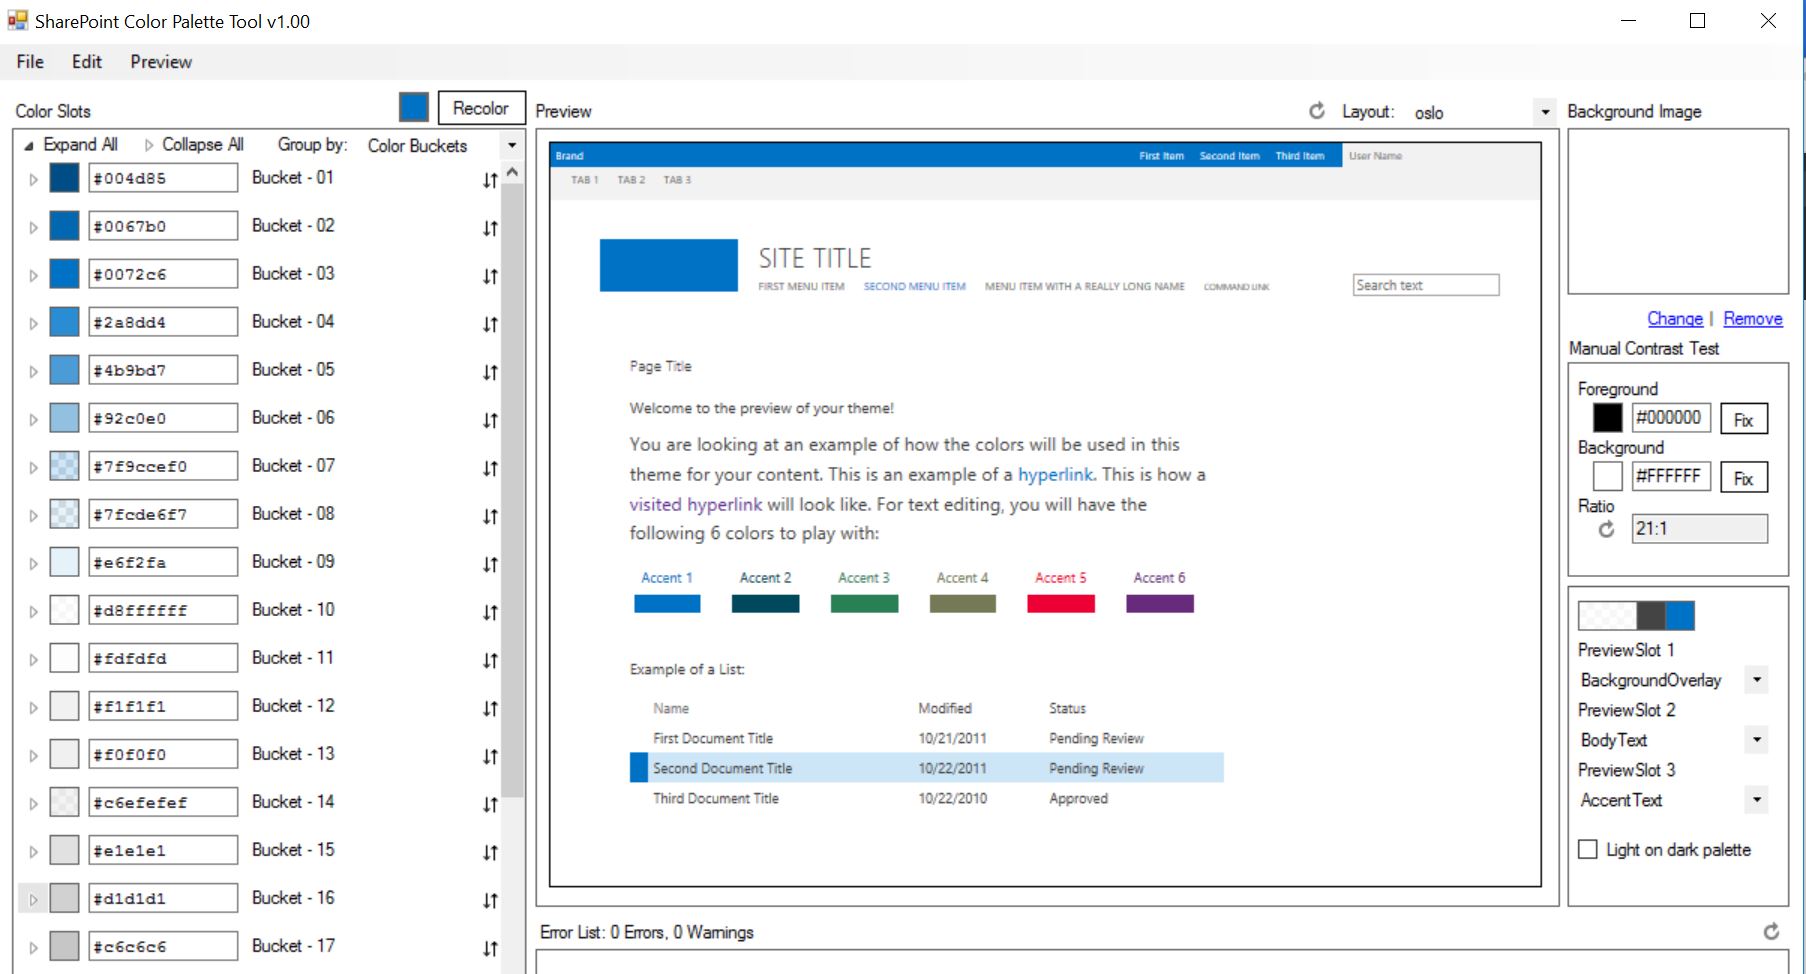 SharePoint Color Palette Tool v1.00
File Edit Preview
Color Slots Recolor
Expand All Collapse All Group by: Color Buckets
#004d85 Bucket - 01
#0067b0 Bucket - 02
#0072c6 Bucket - 03
#2a8dd4 Bucket - 04
#4b9bd7 Bucket - 05
#92c0e0 Bucket - 06
#7f9ccef0 Bucket - 07
#7fcde6f7 Bucket - 08
#e6f2fa Bucket - 09
#d8ffffff Bucket - 10
#fdfdfd Bucket - 11
#f1f1f1 Bucket - 12
#f0f0f0 Bucket - 13
#c6efefef Bucket - 14
#e1e1e1 Bucket - 15
#d1d1d1 Bucket - 16
#c6c6c6 Bucket - 17
Preview Layout: oslo
Brand First Item Second Item Third Item User Name
TAB 1 TAB 2 TAB 3
SITE TITLE
FIRST MENU ITEM SECOND MENU ITEM MENU ITEM WITH A REALLY LONG NAME COMMAND LINK
Search text
Page Title
Welcome to the preview of your theme!
You are looking at an example of how the colors will be used in this
theme for your content. This is an example of a hyperlink. This is how a
visited hyperlink will look like. For text editing, you will have the
following 6 colors to play with:
Accent 1 Accent 2 Accent 3 Accent 4 Accent 5 Accent 6
Example of a List:
Name Modified Status
First Document Title 10/21/2011 Pending Review
Second Document Title 10/22/2011 Pending Review
Third Document Title 10/22/2010 Approved
Error List: 0 Errors, 0 Warnings
Background Image
Change | Remove
Manual Contrast Test
Foreground
#000000 Fix
Background
#FFFFFF Fix
Ratio
21:1
PreviewSlot 1
BackgroundOverlay
PreviewSlot 2
BodyText
PreviewSlot 3
AccentText
Light on dark palette